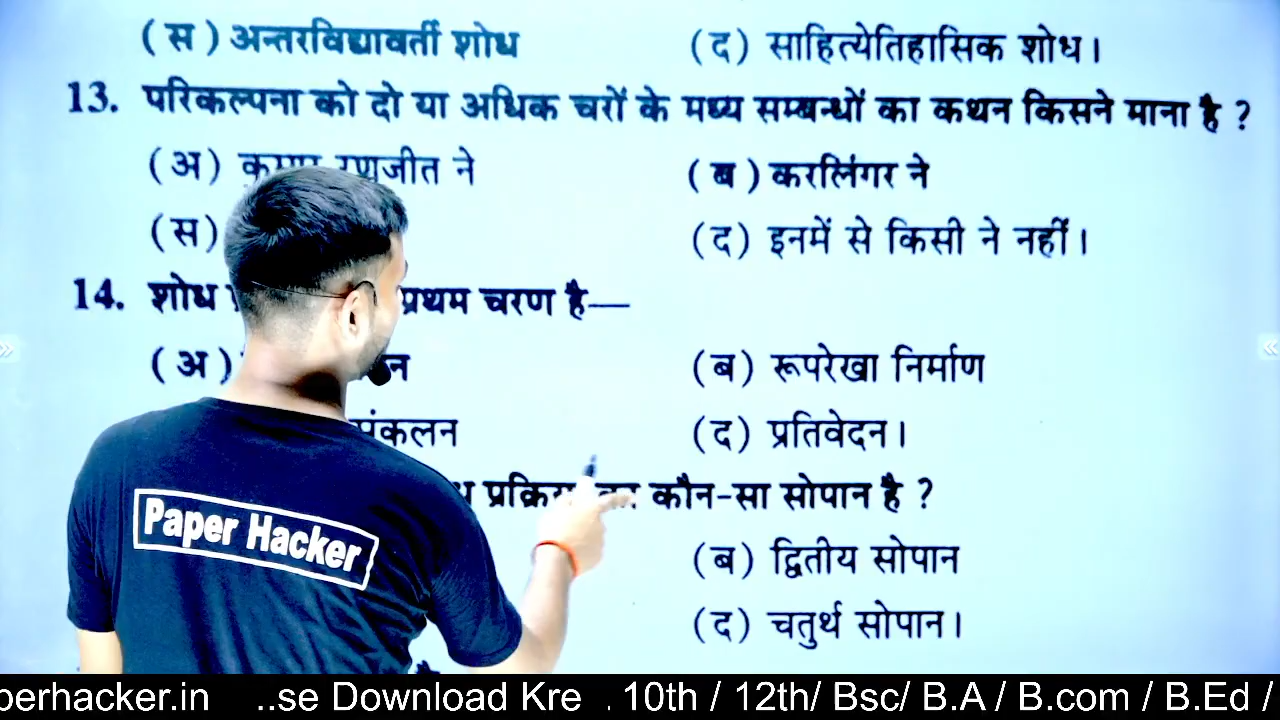 (स) अन्तरविद्यावर्ती शोध (द) साहित्येतिहासिक शोध।
13. परिकल्पना को दो या अधिक चरों के मध्य सम्बन्धों का कथन किसने माना है ?
(अ) रणजीत ने (ब) करलिंगर ने
(स) (द) इनमें से किसी ने नहीं।
14. शोध प्रथम चरण है—
(अ) (ब) रूपरेखा निर्माण
संकलन (द) प्रतिवेदन।
प्रक्रिया का कौन-सा सोपान है ?
(ब) द्वितीय सोपान
(द) चतुर्थ सोपान।
Paper Hacker
perhacker.in ..se Download Kre . 10th / 12th/ Bsc/ B.A / B.com / B.Ed /